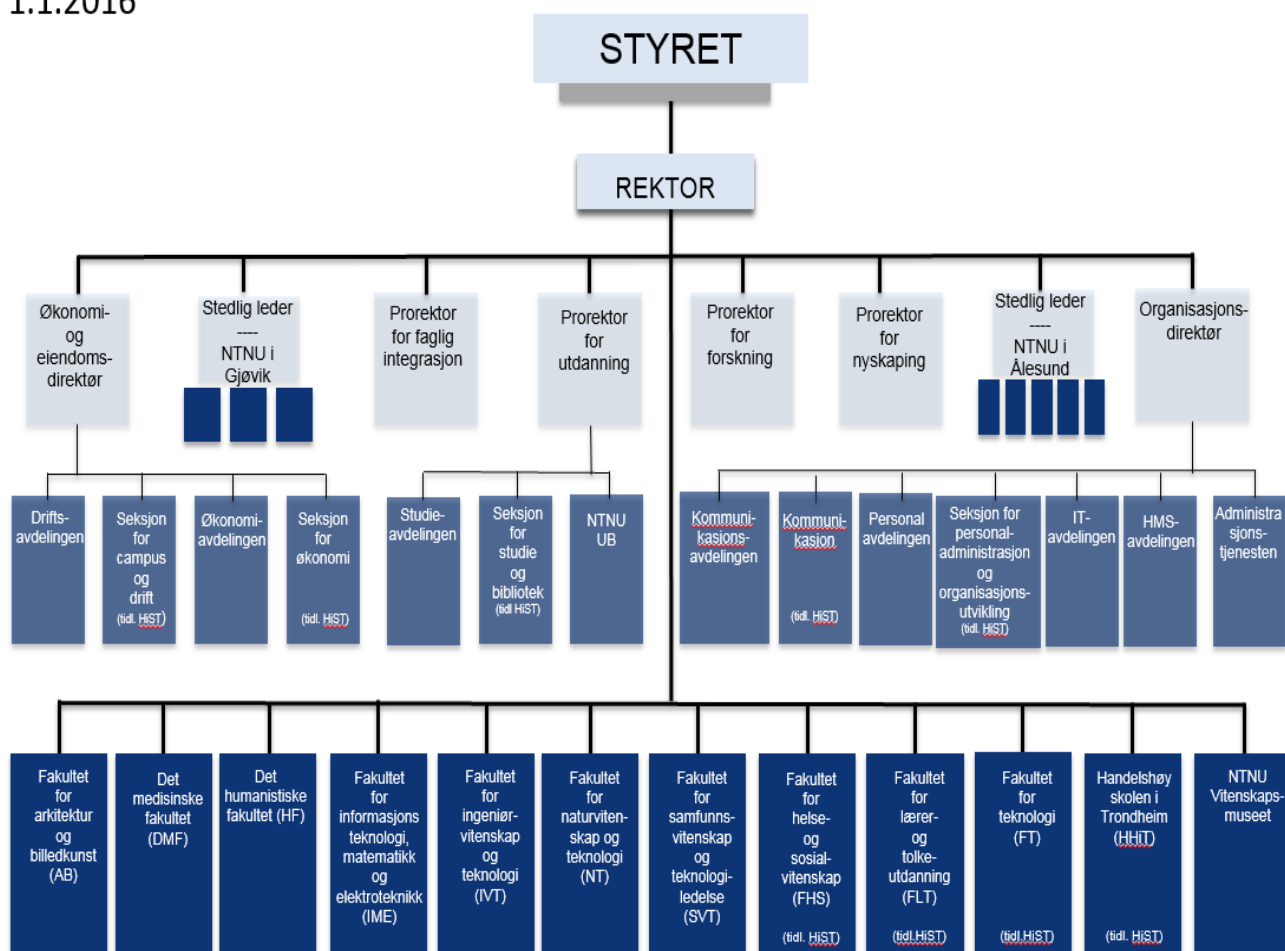 1.1.2016
STYRET
REKTOR
Økonomi-
og
eiendoms-
direktør
Stedlig leder
----
NTNU i
Gjøvik
Prorektor
for faglig
integrasjon
Prorektor
for
utdanning
Prorektor
for
forskning
Prorektor
for
nyskaping
Stedlig leder
----
NTNU i
Ålesund
Organisasjons-
direktør
Drifts-
avdelingen
Seksjon
for
campus
og
drift
(tidl. HiST)
Økonomi-
avdelingen
Seksjon
for
økonomi
(tidl. HiST)
Studie-
avdelingen
Seksjon
for
studie
og
bibliotek
(tidl HiST)
NTNU
UB
Kommuni-
kasjons-
avdelingen
Kommuni-
kasjon
(tidl. HiST)
Personal
avdelingen
Seksjon for
personal-
administrasjon
og
organisasjons-
utvikling
(tidl. HiST)
IT-
avdelingen
HMS-
avdelingen
Administra
sjons-
tjenesten
Fakultet
for
arkitektur
og
billedkunst
(AB)
Det
medisinske
fakultet
(DMF)
Det
humanistiske
fakultet (HF)
Fakultet
for
informasjons
teknologi,
matematikk
og
elektroteknikk
(IME)
Fakultet
for
ingeniør-
vitenskap
og
teknologi
(IVT)
Fakultet
for
naturviten-
skap og
teknologi
(NT)
Fakultet
for
samfunns-
vitenskap
og
teknologi-
ledelse
(SVT)
Fakultet
for
helse-
og
sosial-
vitenskap
(FHS)
(tidl. HiST)
Fakultet
for
lærer-
og
tolke-
utdanning
(FLT)
(tidl.HiST)
Fakultet
for
teknologi
(FT)
(tidl.HiST)
Handelshøy
skolen i
Trondheim
(HHiT)
(tidl. HiST)
NTNU
Vitenskaps-
museet